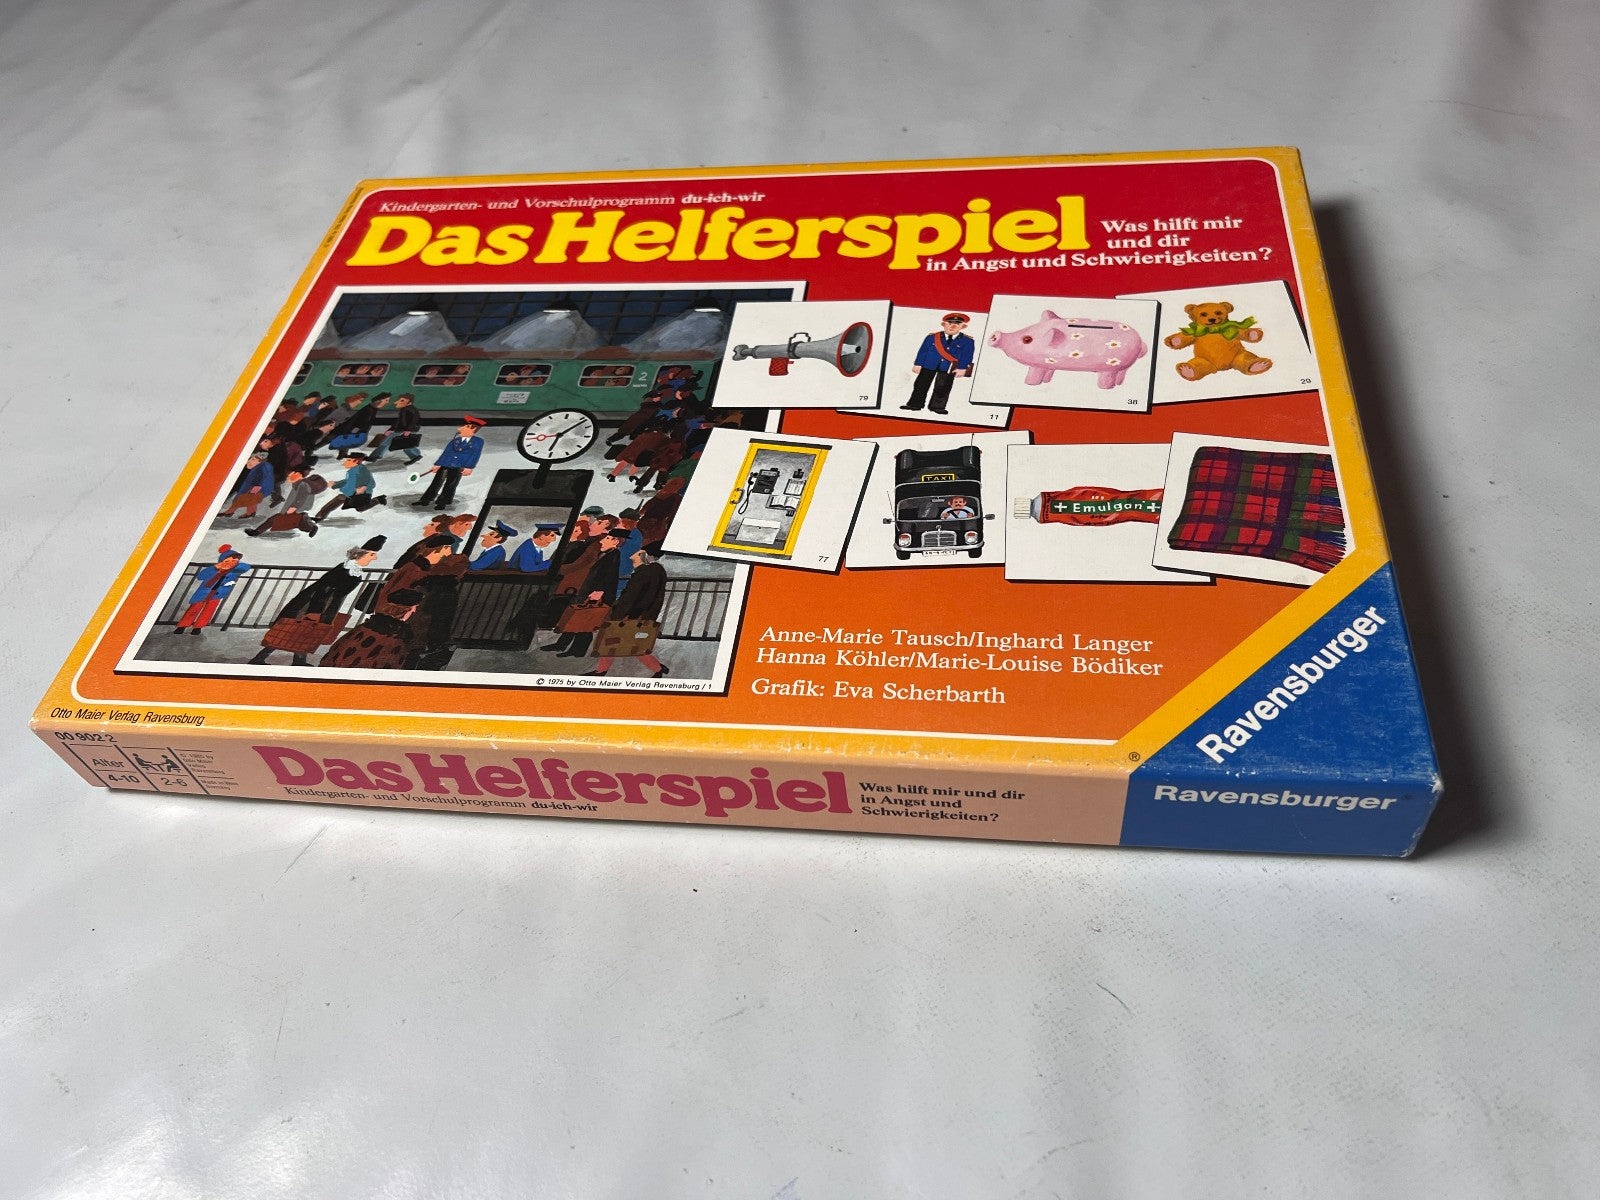 Kindergarten- und Vorschulprogramm du-ich-wir
Das Helferspiel
Was hilft mir
und dir
in Angst und Schwierigkeiten?
2
79
11
38
29
77
TAXI
Emulgan
© 1975 by Otto Maier Verlag Ravensburg / 1
Anne-Marie Tausch/Inghard Langer
Hanna Köhler/Marie-Louise Bödiker
Grafik: Eva Scherbarth
Ravensburger
®
Otto Maier Verlag Ravensburg
00 902 2
Alter
4-10
2-6
Das Helferspiel
Kindergarten- und Vorschulprogramm du-ich-wir
Was hilft mir und dir
in Angst und
Schwierigkeiten?
Ravensburger